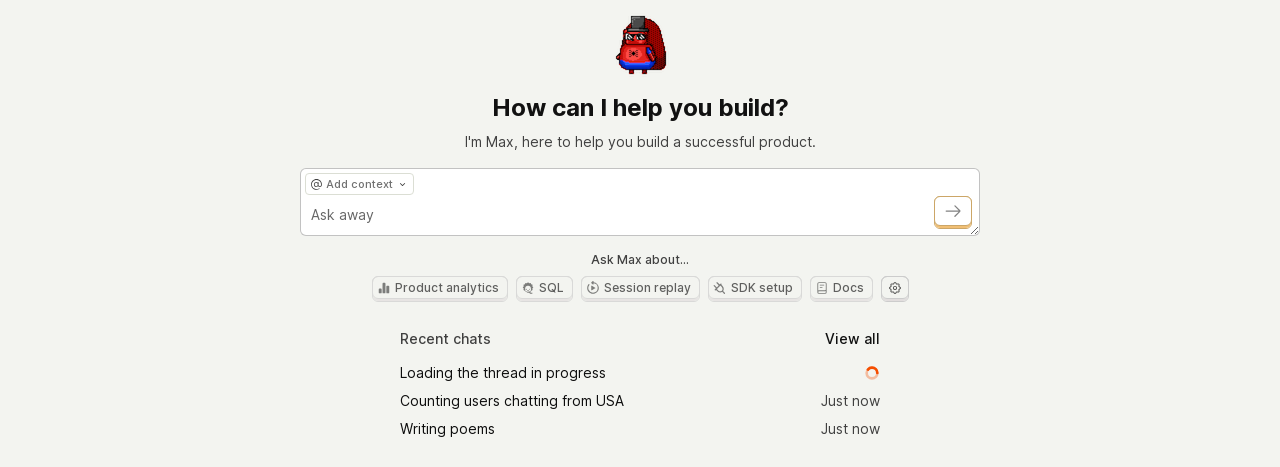 How can I help you build?
I'm Max, here to help you build a successful product.
@ Add context
Ask away
Ask Max about...
Product analytics SQL Session replay SDK setup Docs
Recent chats View all
Loading the thread in progress
Counting users chatting from USA Just now
Writing poems Just now